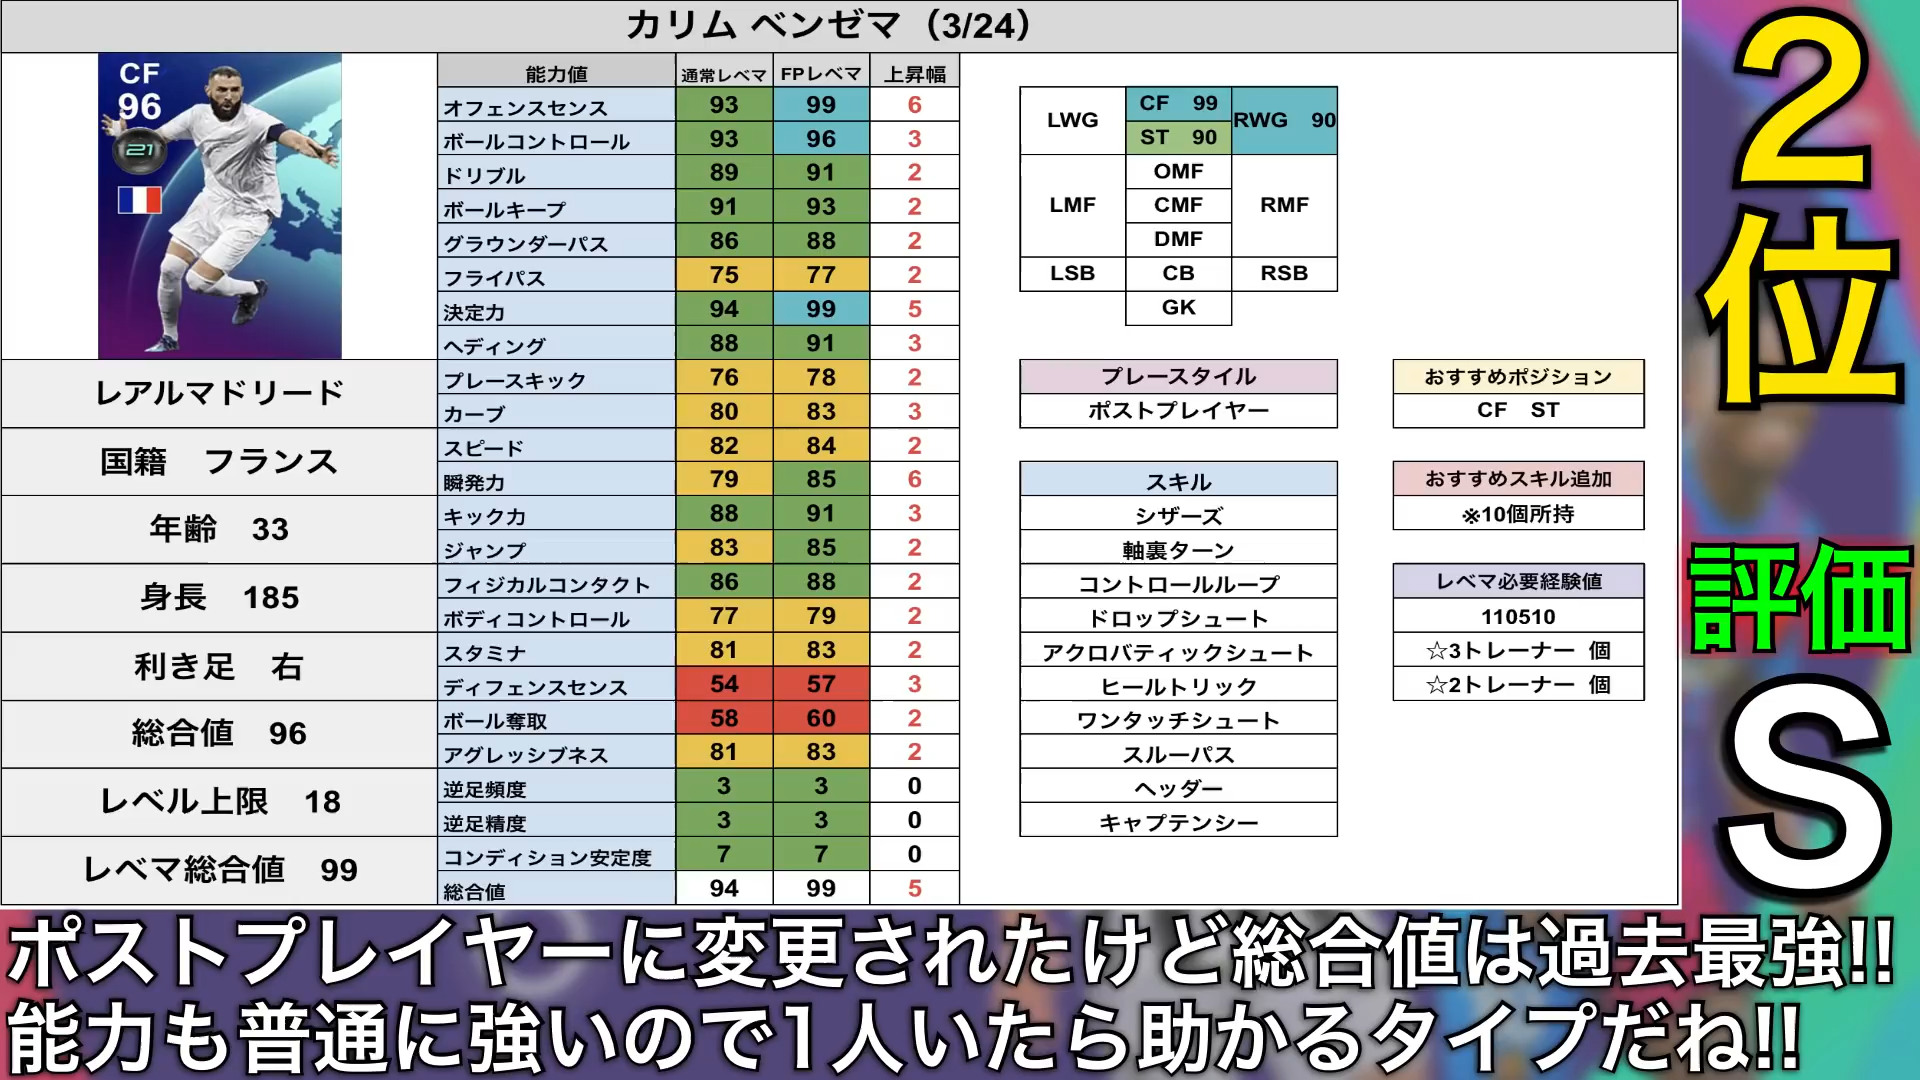 カリム ベンゼマ（3/24）
CF
96
21
レアルマドリード
国籍　フランス
年齢　33
身長　185
利き足　右
総合値　96
レベル上限　18
レベマ総合値　99
能力値 通常レベマ FPレベマ 上昇幅
オフェンスセンス 93 99 6
ボールコントロール 93 96 3
ドリブル 89 91 2
ボールキープ 91 93 2
グラウンダーパス 86 88 2
フライパス 75 77 2
決定力 94 99 5
ヘディング 88 91 3
プレースキック 76 78 2
カーブ 80 83 3
スピード 82 84 2
瞬発力 79 85 6
キック力 88 91 3
ジャンプ 83 85 2
フィジカルコンタクト 86 88 2
ボディコントロール 77 79 2
スタミナ 81 83 2
ディフェンスセンス 54 57 3
ボール奪取 58 60 2
アグレッシブネス 81 83 2
逆足頻度 3 3 0
逆足精度 3 3 0
コンディション安定度 7 7 0
総合値 94 99 5
LWG CF 99 RWG 90
ST 90
OMF
LMF CMF RMF
DMF
LSB CB RSB
GK
プレースタイル
ポストプレイヤー
スキル
シザーズ
軸裏ターン
コントロールループ
ドロップシュート
アクロバティックシュート
ヒールトリック
ワンタッチシュート
スルーパス
ヘッダー
キャプテンシー
おすすめポジション
CF ST
おすすめスキル追加
※10個所持
レベマ必要経験値
110510
☆3トレーナー 個
☆2トレーナー 個
2位
評価
S
ポストプレイヤーに変更されたけど総合値は過去最強!!
能力も普通に強いので1人いたら助かるタイプだね!!